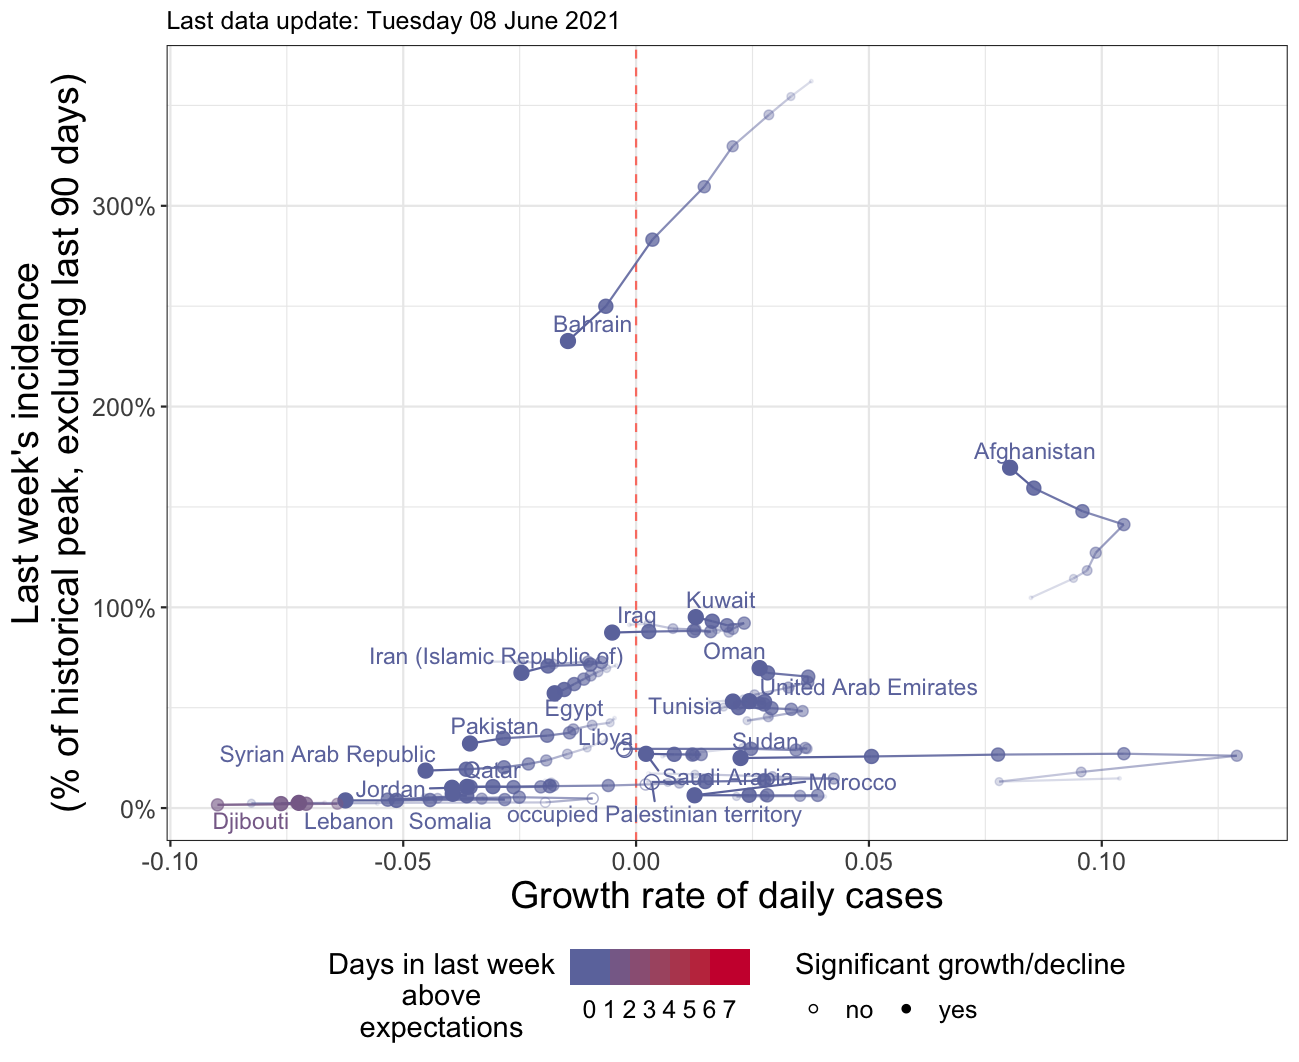 Last data update: Tuesday 08 June 2021
Last week's incidence
(% of historical peak, excluding last 90 days)
300%
200%
100%
0%
Bahrain
Afghanistan
Kuwait
Iraq
Oman
Iran (Islamic Republic of)
United Arab Emirates
Tunisia
Egypt
Pakistan
Libya
Sudan
Syrian Arab Republic
Qatar
Saudi Arabia
Morocco
Jordan
occupied Palestinian territory
Djibouti
Lebanon
Somalia
-0.10
-0.05
0.00
0.05
0.10
Growth rate of daily cases
Days in last week
above
expectations
0 1 2 3 4 5 6 7
Significant growth/decline
no
yes